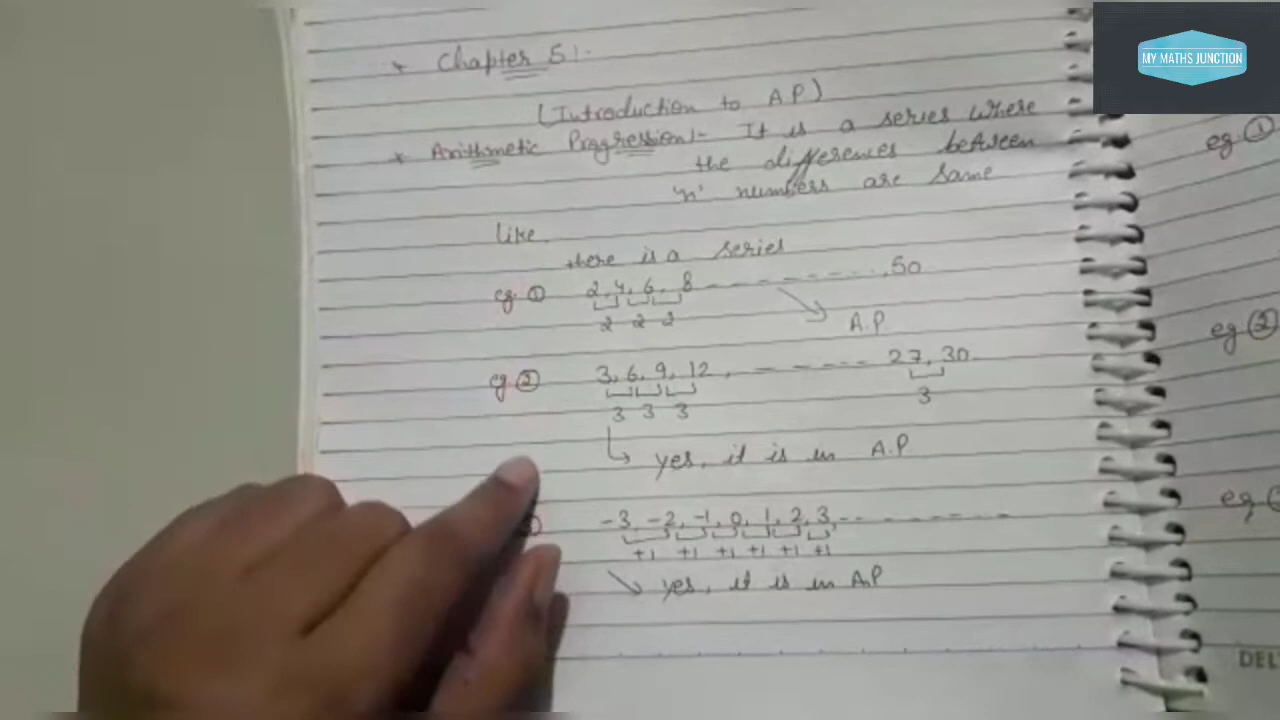 MY MATHS JUNCTION
* Chapter 5:-
(Introduction to A.P)
* Arithmetic Progression:- It is a series where
the differences between
'n' numbers are same
like
there is a series
eg ① 2, 4, 6, 8 - - - - - - - , 50
2 2 2
A.P
eg ② 3, 6, 9, 12, - - - - - 27, 30
3 3 3 3
yes, it is in A.P
-3, -2, -1, 0, 1, 2, 3, - - - - - - -
+1 +1 +1 +1 +1 +1
yes, it is in A.P
eg ①
eg ②
eg
DEL